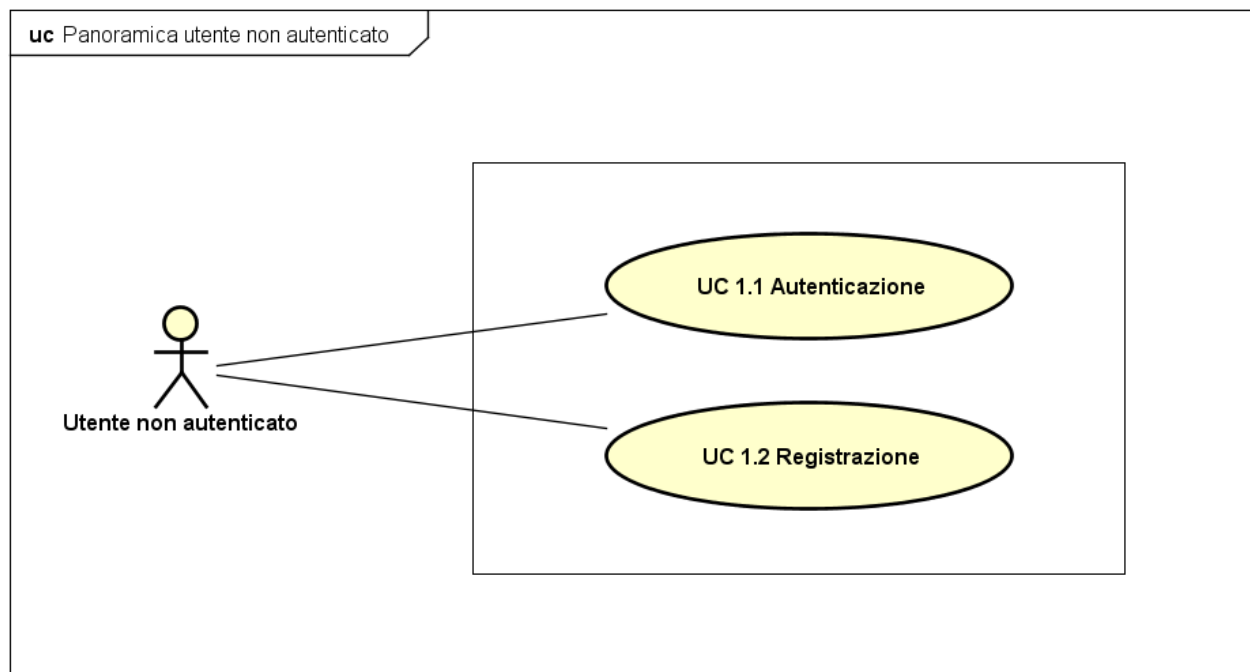 uc Panoramica utente non autenticato
UC 1.1 Autenticazione
Utente non autenticato
UC 1.2 Registrazione